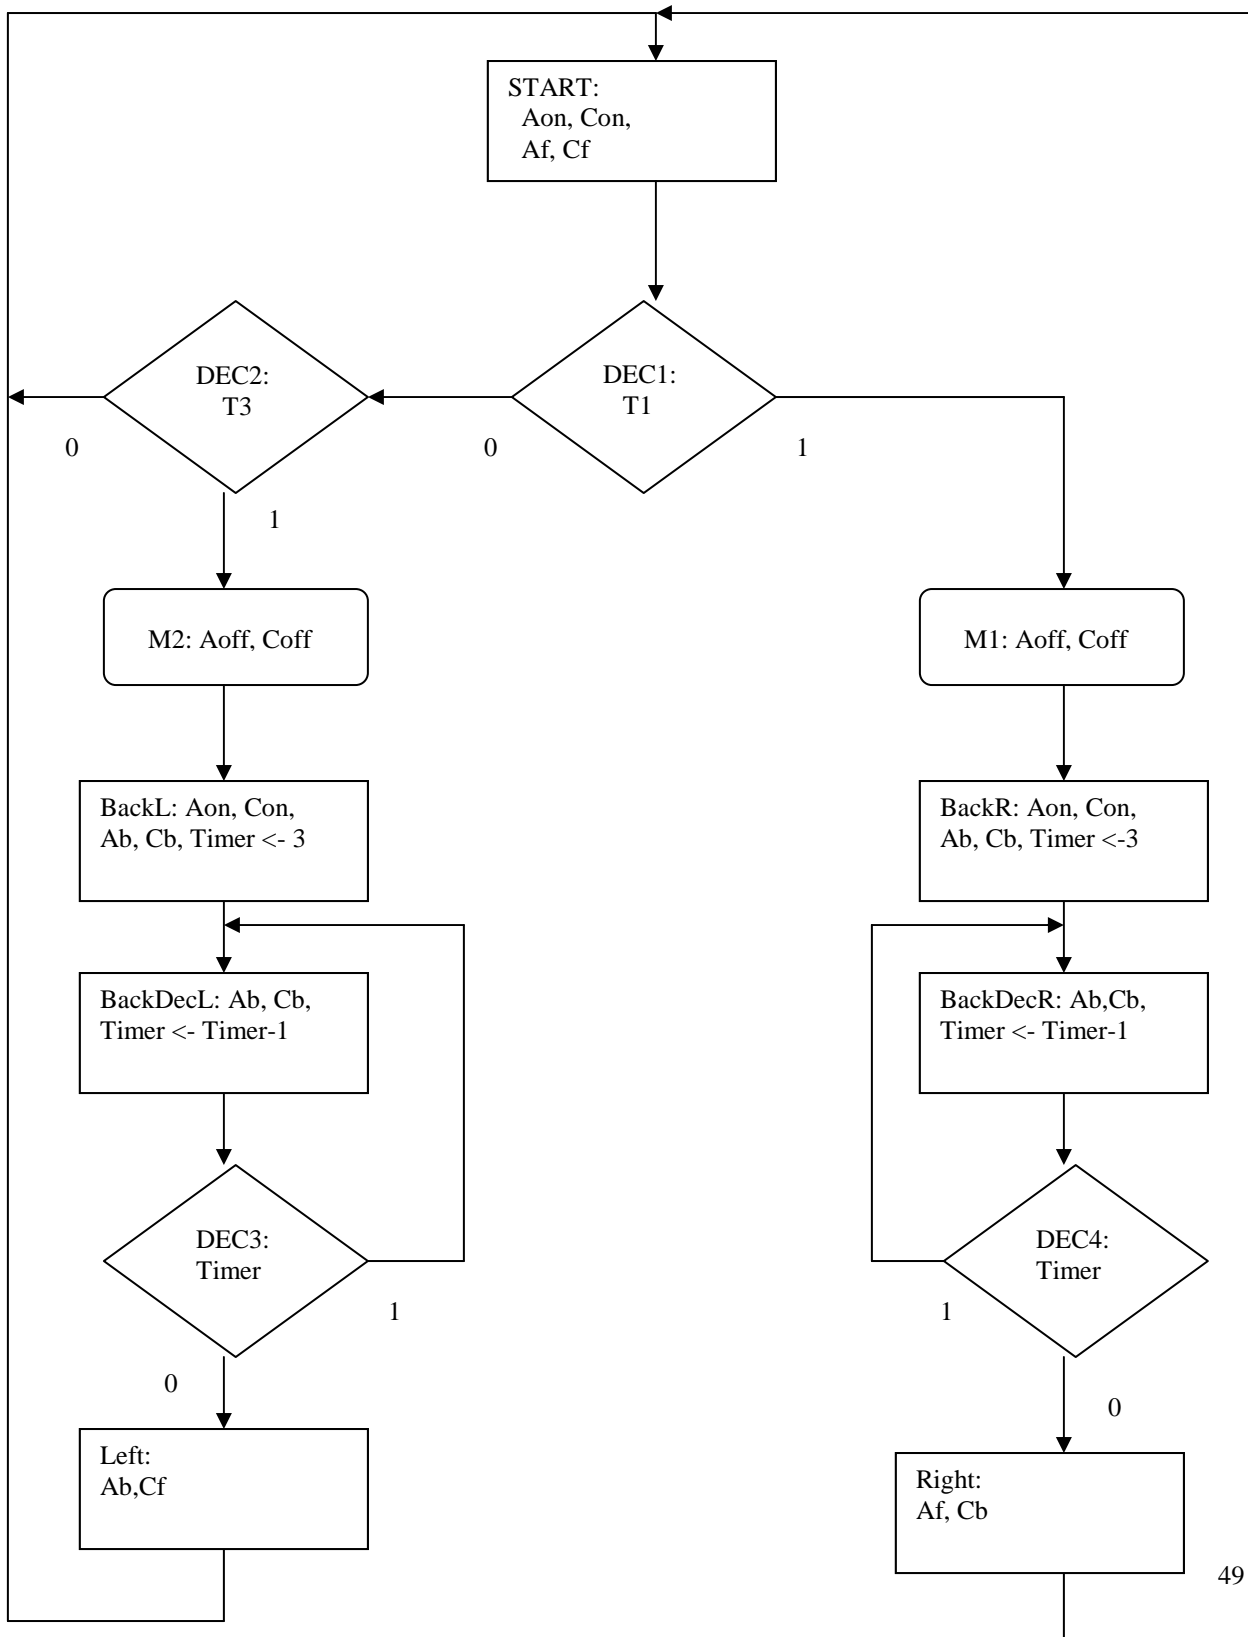 START:
Aon, Con,
Af, Cf
DEC2:
T3
DEC1:
T1
0
0
1
1
M2: Aoff, Coff
M1: Aoff, Coff
BackL: Aon, Con,
Ab, Cb, Timer <- 3
BackR: Aon, Con,
Ab, Cb, Timer <-3
BackDecL: Ab, Cb,
Timer <- Timer-1
BackDecR: Ab,Cb,
Timer <- Timer-1
DEC3:
Timer
DEC4:
Timer
1
1
0
0
Left:
Ab,Cf
Right:
Af, Cb
49